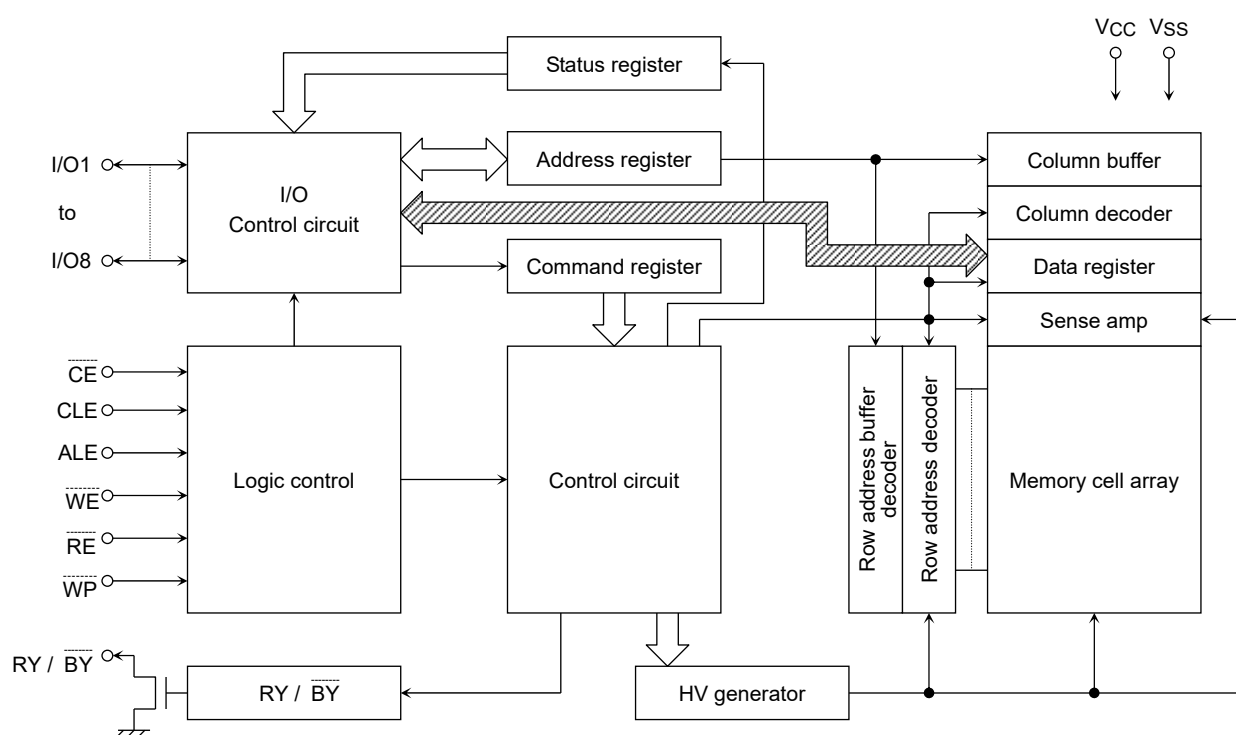 VCC VSS
Status register
I/O1
to
I/O8
I/O
Control circuit
Address register
Column buffer
Column decoder
Command register
Data register
Sense amp
CE
CLE
ALE
WE
RE
WP
Logic control
Control circuit
Row address buffer
decoder
Row address decoder
Memory cell array
RY / BY
RY / BY
HV generator